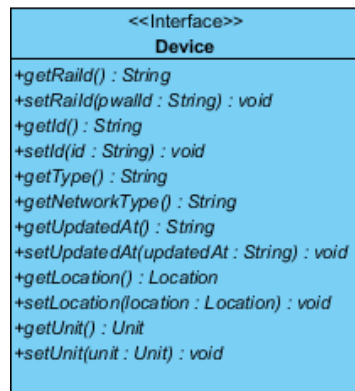 <<Interface>>
Device
+getRaiId() : String
+setRaiId(pwalId : String) : void
+getId() : String
+setId(id : String) : void
+getType() : String
+getNetworkType() : String
+getUpdatedAt() : String
+setUpdatedAt(updatedAt : String) : void
+getLocation() : Location
+setLocation(location : Location) : void
+getUnit() : Unit
+setUnit(unit : Unit) : void